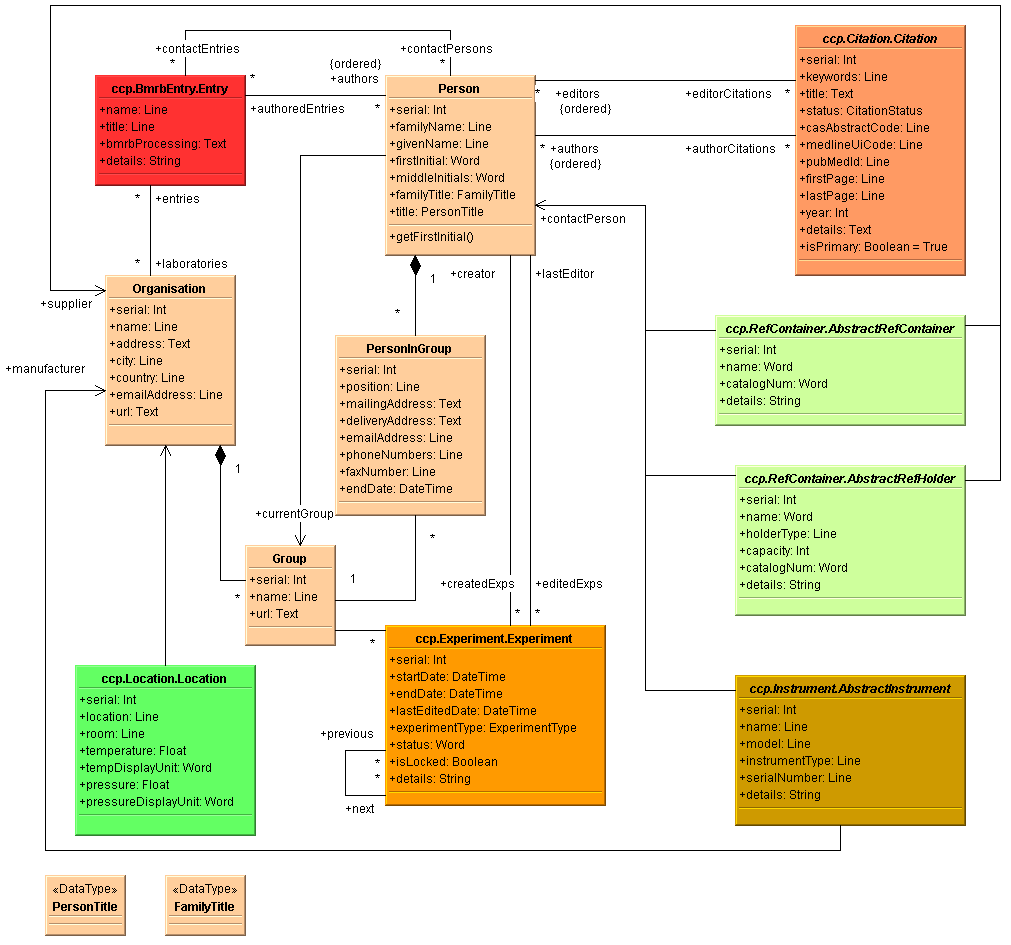 +contactEntries
*
+contactPersons
*
ccp.BmrbEntry.Entry
+name: Line
+title: Line
+bmrbProcessing: Text
+details: String
*
+authoredEntries
{ordered}
+authors
*
Person
+serial: Int
+familyName: Line
+givenName: Line
+firstInitial: Word
+middleInitials: Word
+familyTitle: FamilyTitle
+title: PersonTitle
+getFirstInitial()
*
+editors
{ordered}
+editorCitations
*
*
+authors
{ordered}
+authorCitations
*
ccp.Citation.Citation
+serial: Int
+keywords: Line
+title: Text
+status: CitationStatus
+casAbstractCode: Line
+medlineUiCode: Line
+pubMedId: Line
+firstPage: Line
+lastPage: Line
+year: Int
+details: Text
+isPrimary: Boolean = True
*
+entries
*
+laboratories
+contactPerson
+supplier
+manufacturer
Organisation
+serial: Int
+name: Line
+address: Text
+city: Line
+country: Line
+emailAddress: Line
+url: Text
1
1
+creator
+lastEditor
*
PersonInGroup
+serial: Int
+position: Line
+mailingAddress: Text
+deliveryAddress: Text
+emailAddress: Line
+phoneNumbers: Line
+faxNumber: Line
+endDate: DateTime
ccp.RefContainer.AbstractRefContainer
+serial: Int
+name: Word
+catalogNum: Word
+details: String
ccp.RefContainer.AbstractRefHolder
+serial: Int
+name: Word
+holderType: Line
+capacity: Int
+catalogNum: Word
+details: String
+currentGroup
*
1
*
Group
+serial: Int
+name: Line
+url: Text
+createdExps
*
+editedExps
*
*
ccp.Experiment.Experiment
+serial: Int
+startDate: DateTime
+endDate: DateTime
+lastEditedDate: DateTime
+experimentType: ExperimentType
+status: Word
+isLocked: Boolean
+details: String
+previous
*
*
+next
ccp.Location.Location
+serial: Int
+location: Line
+room: Line
+temperature: Float
+tempDisplayUnit: Word
+pressure: Float
+pressureDisplayUnit: Word
ccp.Instrument.AbstractInstrument
+serial: Int
+name: Line
+model: Line
+instrumentType: Line
+serialNumber: Line
+details: String
«DataType»
PersonTitle
«DataType»
FamilyTitle